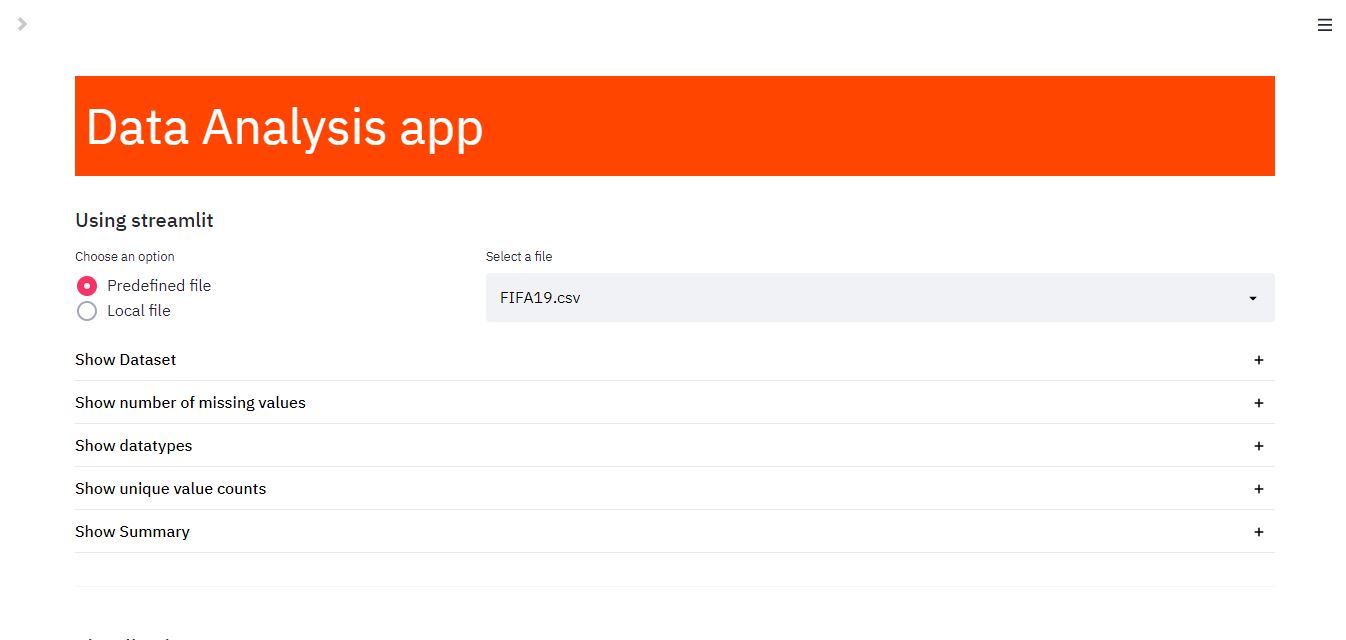 Data Analysis app
Using streamlit
Choose an option
Predefined file
Local file
Select a file
FIFA19.csv
Show Dataset
Show number of missing values
Show datatypes
Show unique value counts
Show Summary